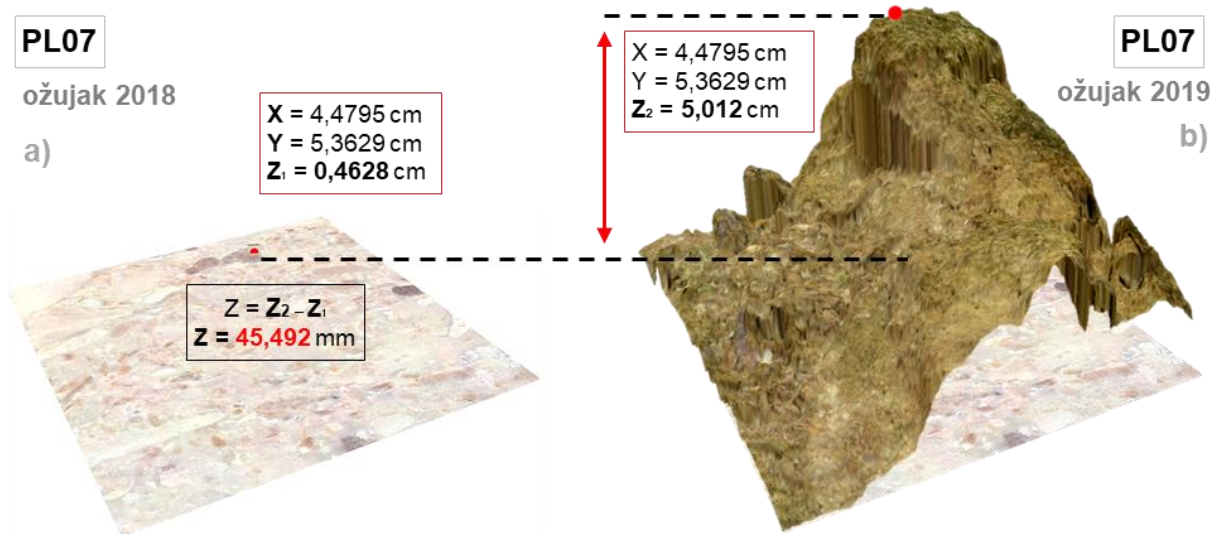 PL07
ožujak 2018
a)
X = 4,4795 cm
Y = 5,3629 cm
Z₁ = 0,4628 cm
Z = Z₂ – Z₁
Z = 45,492 mm
X = 4,4795 cm
Y = 5,3629 cm
Z₂ = 5,012 cm
PL07
ožujak 2019
b)